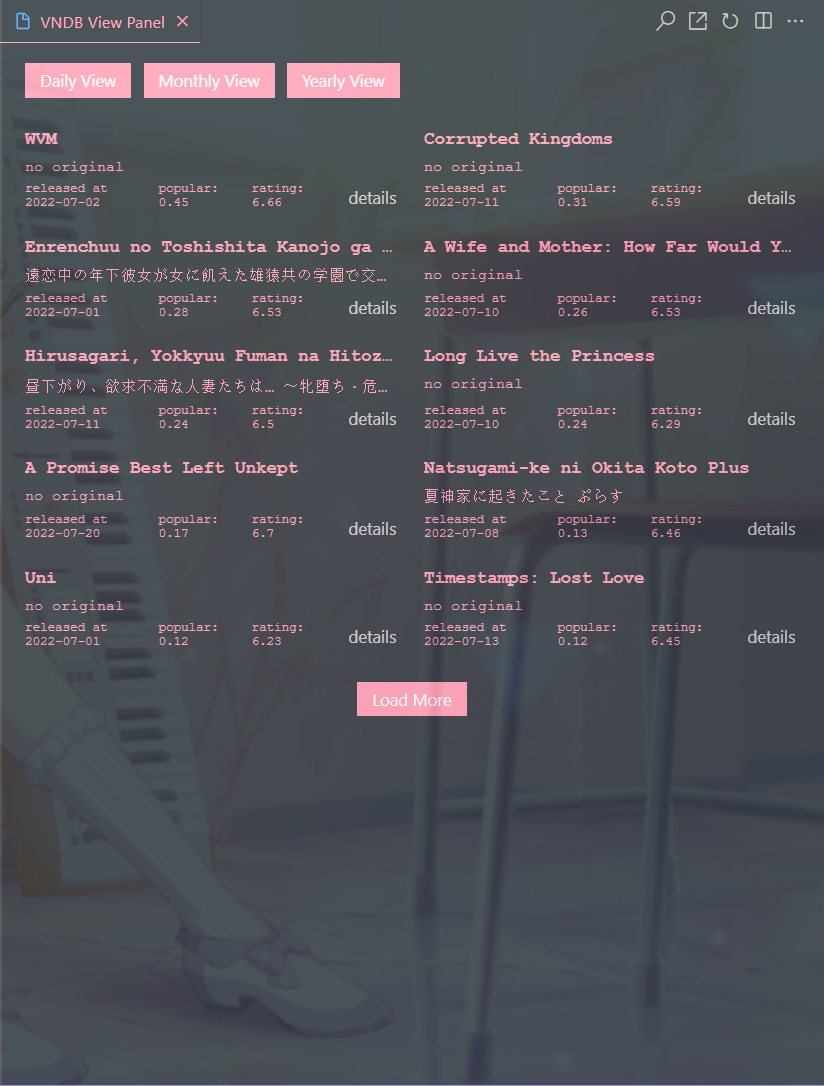 VNDB View Panel
Daily View Monthly View Yearly View
WVM
no original
released at popular: rating:
2022-07-02 0.45 6.66 details
Corrupted Kingdoms
no original
released at popular: rating:
2022-07-11 0.31 6.59 details
Enrenchuu no Toshishita Kanojo ga …
遠恋中の年下彼女が女に飢えた雄猿共の学園で交…
released at popular: rating:
2022-07-01 0.28 6.53 details
A Wife and Mother: How Far Would Y…
no original
released at popular: rating:
2022-07-10 0.26 6.53 details
Hirusagari, Yokkyuu Fuman na Hitoz…
昼下がり、欲求不満な人妻たちは… ～牝堕ち・危…
released at popular: rating:
2022-07-11 0.24 6.5 details
Long Live the Princess
no original
released at popular: rating:
2022-07-10 0.24 6.29 details
A Promise Best Left Unkept
no original
released at popular: rating:
2022-07-20 0.17 6.7 details
Natsugami-ke ni Okita Koto Plus
夏神家に起きたこと ぷらす
released at popular: rating:
2022-07-08 0.13 6.46 details
Uni
no original
released at popular: rating:
2022-07-01 0.12 6.23 details
Timestamps: Lost Love
no original
released at popular: rating:
2022-07-13 0.12 6.45 details
Load More